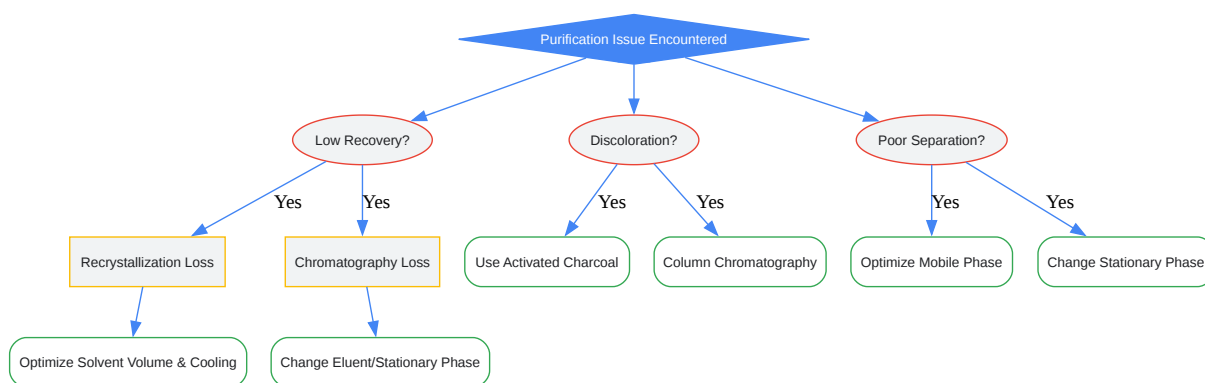 Purification Issue Encountered
Low Recovery?
Discoloration?
Poor Separation?
Yes
Yes
Yes
Yes
Yes
Yes
Recrystallization Loss
Chromatography Loss
Use Activated Charcoal
Column Chromatography
Optimize Mobile Phase
Change Stationary Phase
Optimize Solvent Volume & Cooling
Change Eluent/Stationary Phase